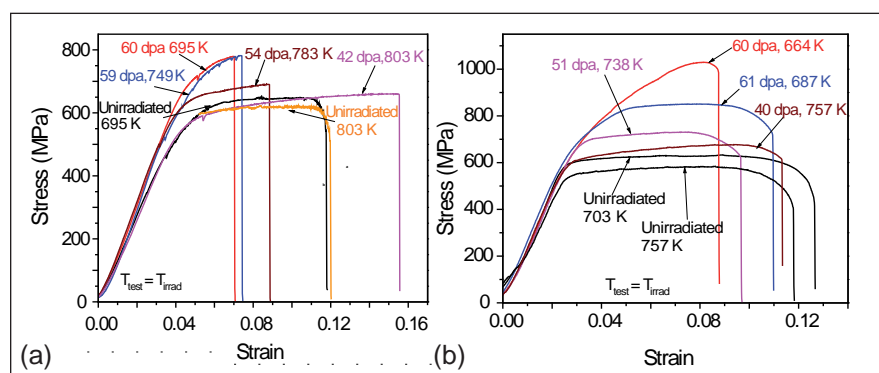 60 dpa 695 K
54 dpa,783 K
42 dpa,803 K
59 dpa,749K
Unirradiated
695 K
Unirradiated
803 K
T_test = T_irrad
800
600
400
200
0
Stress (MPa)
0.00
0.04
0.08
0.12
0.16
Strain
(a)
60 dpa, 664 K
51 dpa, 738 K
61 dpa, 687 K
40 dpa, 757 K
Unirradiated
703 K
Unirradiated
757 K
T_test = T_irrad
1000
800
600
400
200
0
Stress (MPa)
0.00
0.04
0.08
0.12
Strain
(b)